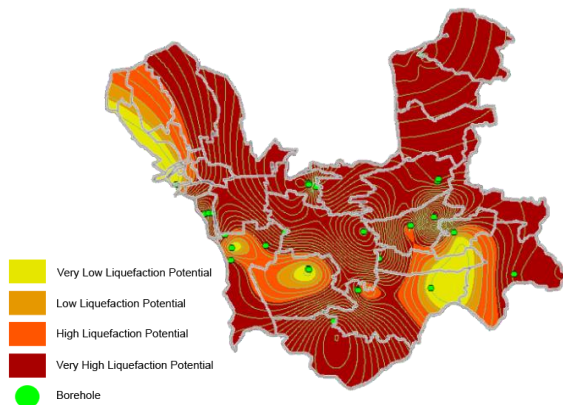 Very Low Liquefaction Potential
Low Liquefaction Potential
High Liquefaction Potential
Very High Liquefaction Potential
Borehole